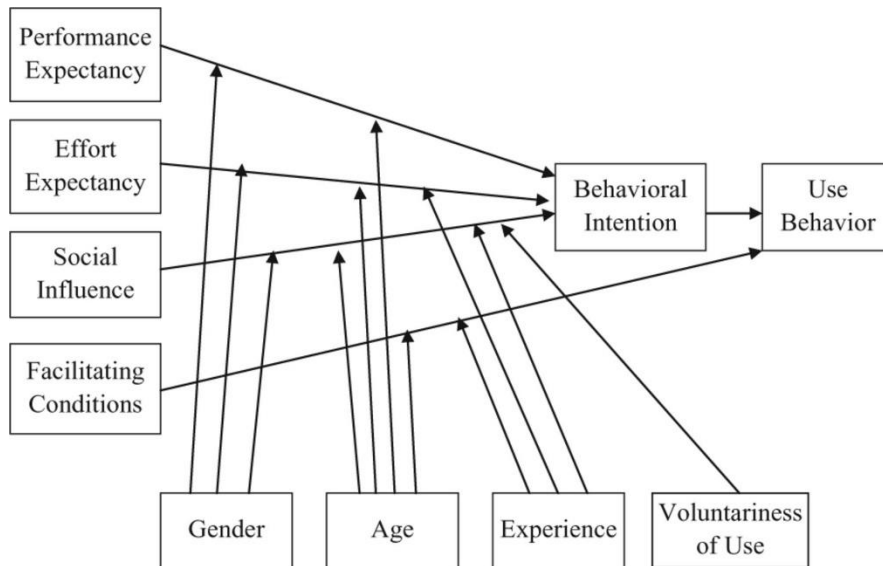 Performance
Expectancy
Effort
Expectancy
Social
Influence
Facilitating
Conditions
Behavioral
Intention
Use
Behavior
Gender
Age
Experience
Voluntariness
of Use